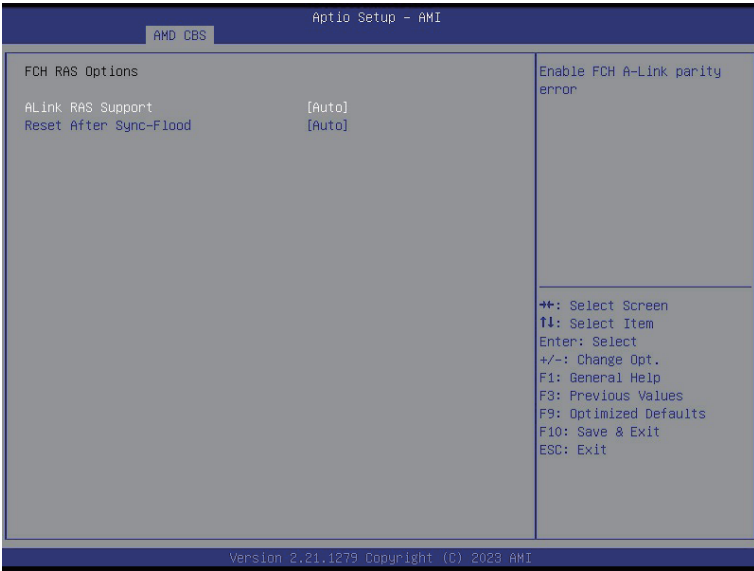 Aptio Setup – AMI
AMD CBS
FCH RAS Options
ALink RAS Support [Auto]
Reset After Sync-Flood [Auto]
Enable FCH A-Link parity
error
→←: Select Screen
↑↓: Select Item
Enter: Select
+/-: Change Opt.
F1: General Help
F3: Previous Values
F9: Optimized Defaults
F10: Save & Exit
ESC: Exit
Version 2.21.1279 Copyright (C) 2023 AMI